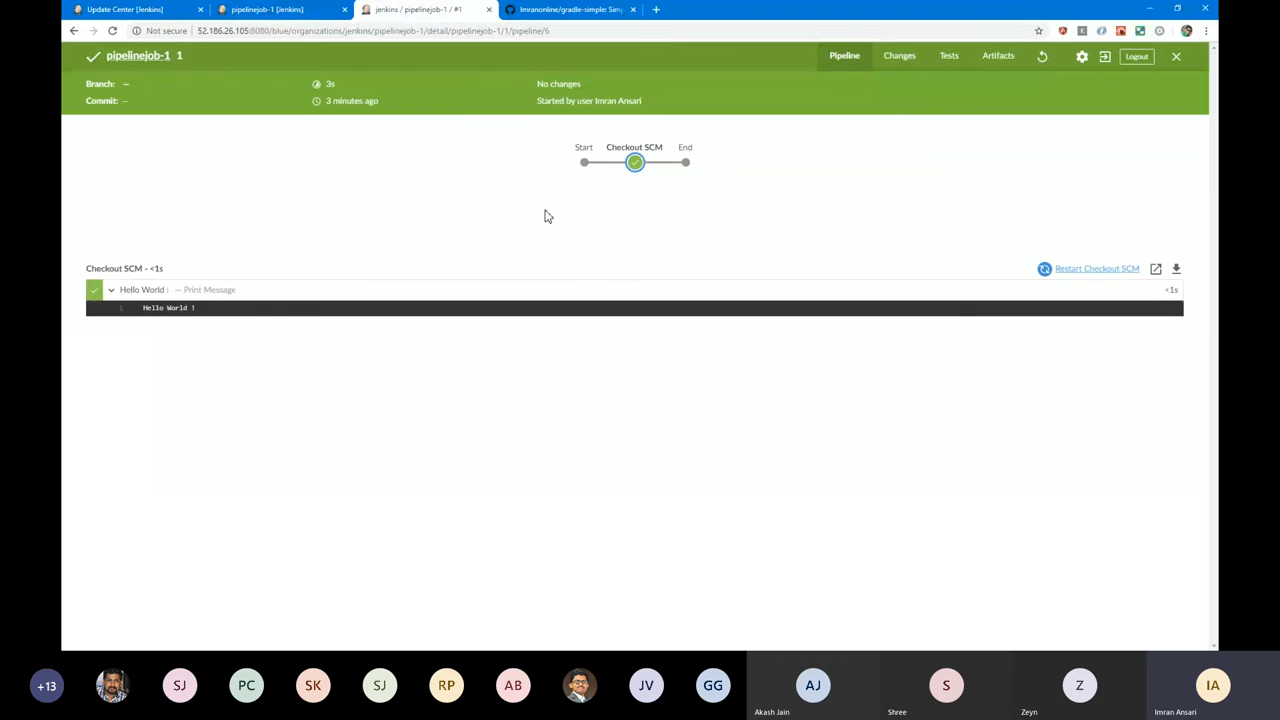 Update Center [Jenkins]
pipelinejob-1 [Jenkins]
jenkins / pipelinejob-1 / #1
Imranonline/gradle-simple: Sim
Not secure
52.186.26.105:8080/blue/organizations/jenkins/pipelinejob-1/detail/pipelinejob-1/1/pipeline/6
pipelinejob-1 1
Pipeline
Changes
Tests
Artifacts
Logout
Branch: —
3s
No changes
Commit: –
3 minutes ago
Started by user Imran Ansari
Start
Checkout SCM
End
Checkout SCM - <1s
Restart Checkout SCM
Hello World ! — Print Message
<1s
1 Hello World !
+13
SJ
PC
SK
SJ
RP
AB
JV
GG
AJ
Akash Jain
S
Shree
Z
Zeyn
IA
Imran Ansari